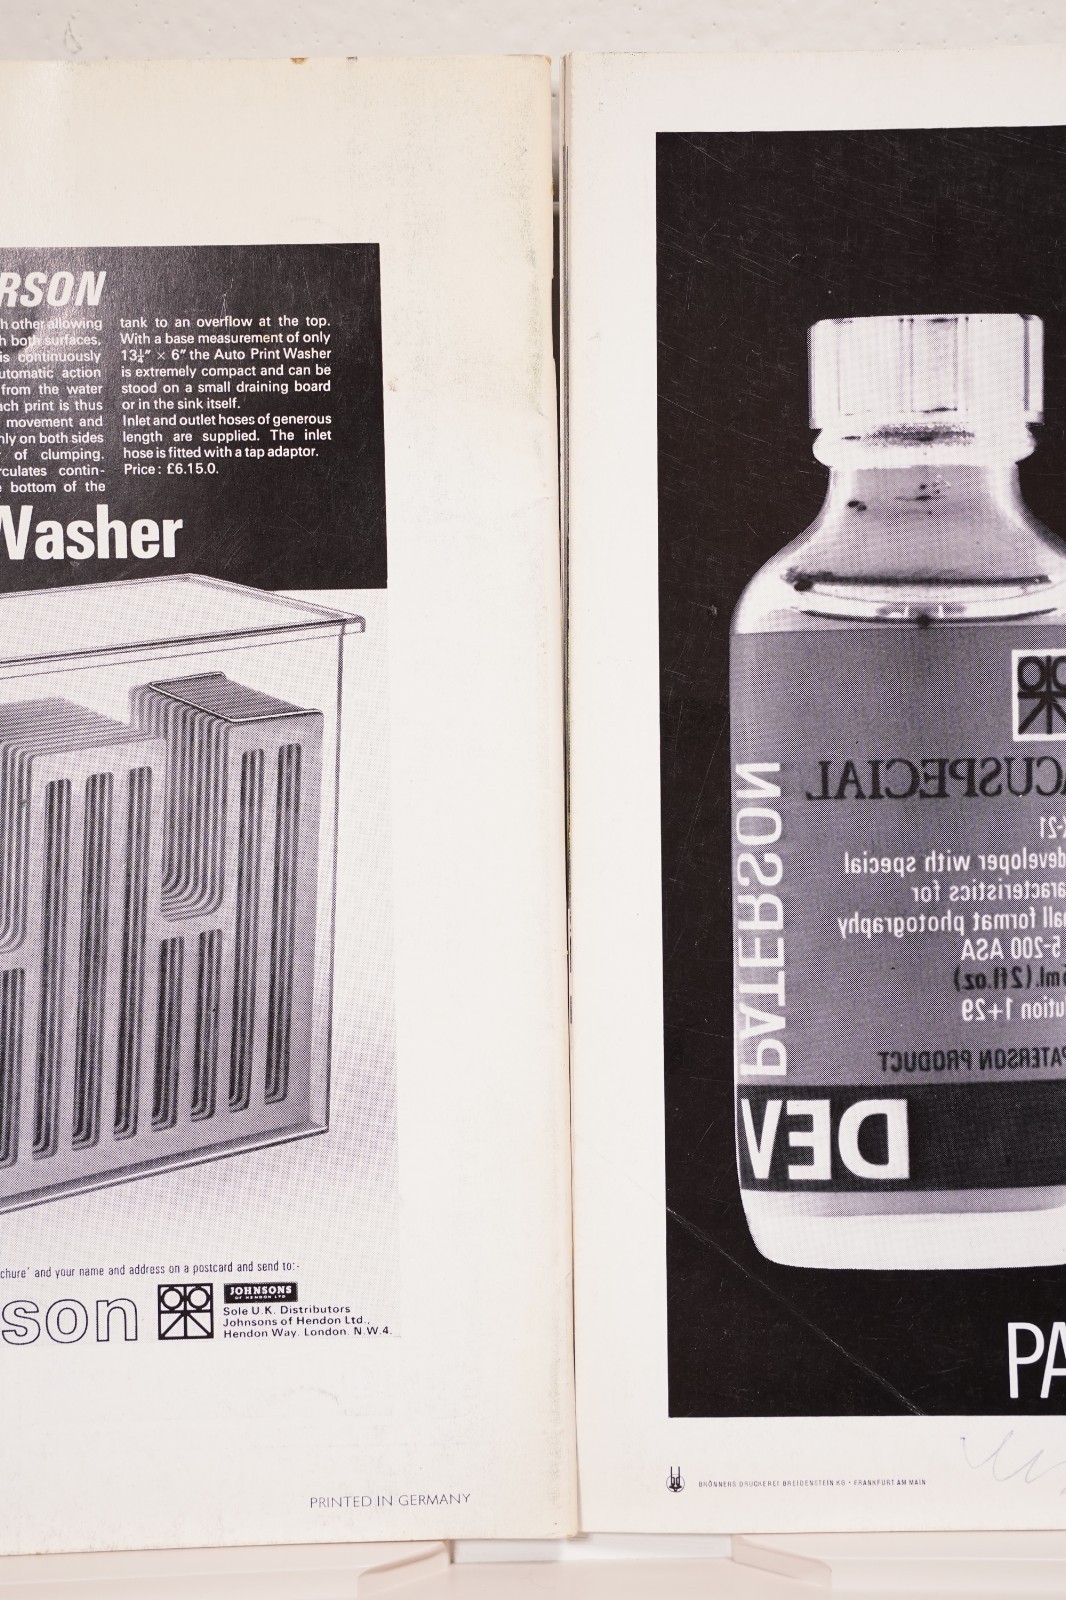 RSON
h other allowing
h both surfaces.
is continuously
utomatic action
from the water
ach print is thus
movement and
nly on both sides
of clumping.
rculates contin-
bottom of the
tank to an overflow at the top.
With a base measurement of only
13¼″ × 6″ the Auto Print Washer
is extremely compact and can be
stood on a small draining board
or in the sink itself.
Inlet and outlet hoses of generous
length are supplied. The inlet
hose is fitted with a tap adaptor.
Price: £6.15.0.
Washer
chure' and your name and address on a postcard and send to:-
son
JOHNSONS
OF HENDON LTD
Sole U.K. Distributors
Johnsons of Hendon Ltd.,
Hendon Way. London. N.W.4.
PRINTED IN GERMANY
ACUSPECIAL
-21
developer with special
aracteristics for
all format photography
5-200 ASA
ml.(2fl.oz)
ution 1+29
PATERSON PRODUCT
PATERSON
DEV
PA
BRÖNNERS DRUCKEREI BREIDENSTEIN KG • FRANKFURT AM MAIN